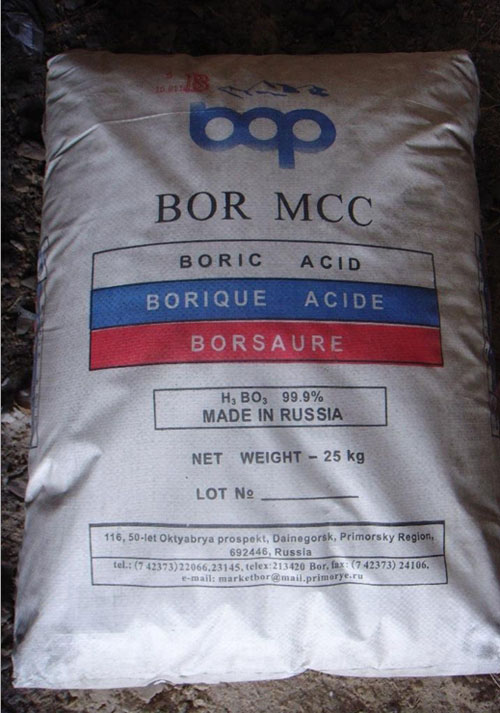 бор
BOR MCC
BORIC ACID
BORIQUE ACIDE
BORSAURE
H₃ BO₃ 99.9%
MADE IN RUSSIA
NET WEIGHT – 25 kg
LOT №
116, 50-let Oktyabrya prospekt, Dalnegorsk, Primorsky Region,
692446, Russia
tel.: (7 42373) 22066, 23145, telex: 213420 Bor, fax: (7 42373) 24106,
e-mail: marketbor@mail.primorye.ru